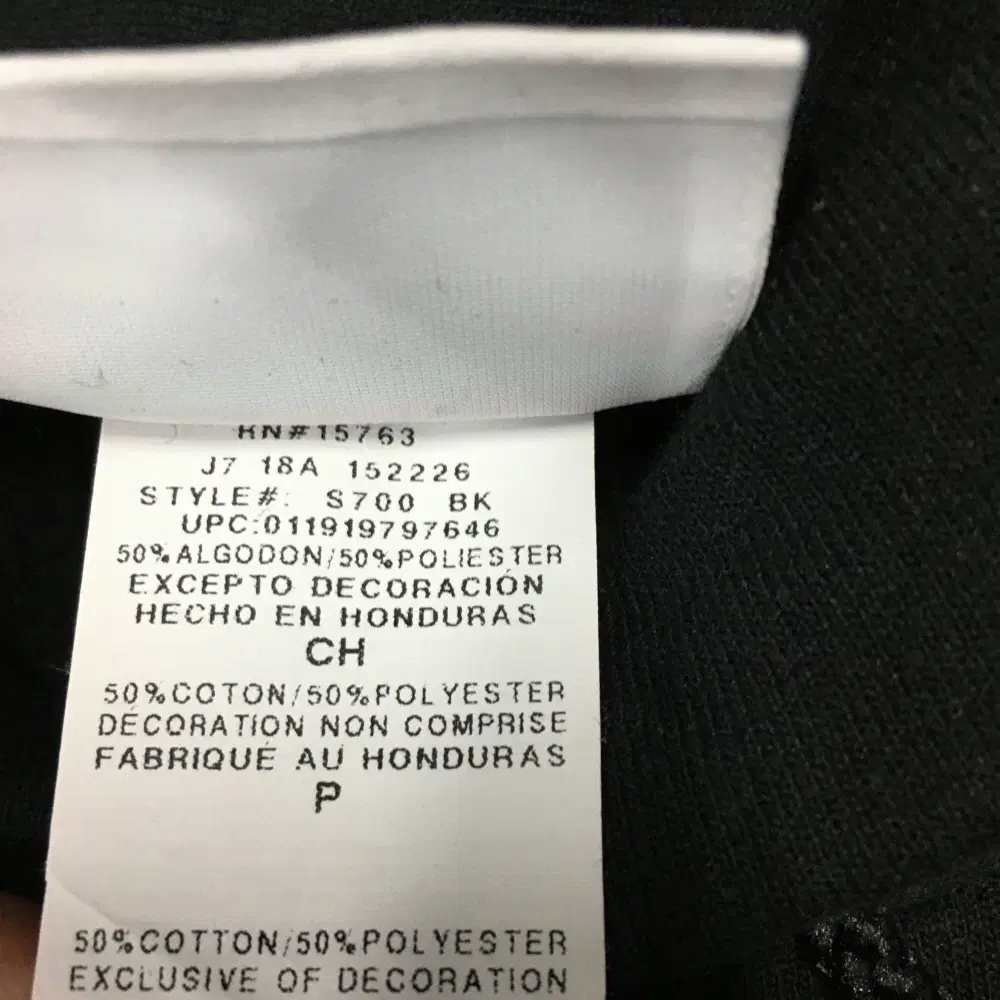 RN#15763
J7 18A 152226
STYLE#: S700 BK
UPC:011919797646
50%ALGODON/50%POLIESTER
EXCEPTO DECORACIÓN
HECHO EN HONDURAS
CH
50%COTON/50%POLYESTER
DÉCORATION NON COMPRISE
FABRIQUÉ AU HONDURAS
P
50%COTTON/50%POLYESTER
EXCLUSIVE OF DECORATION